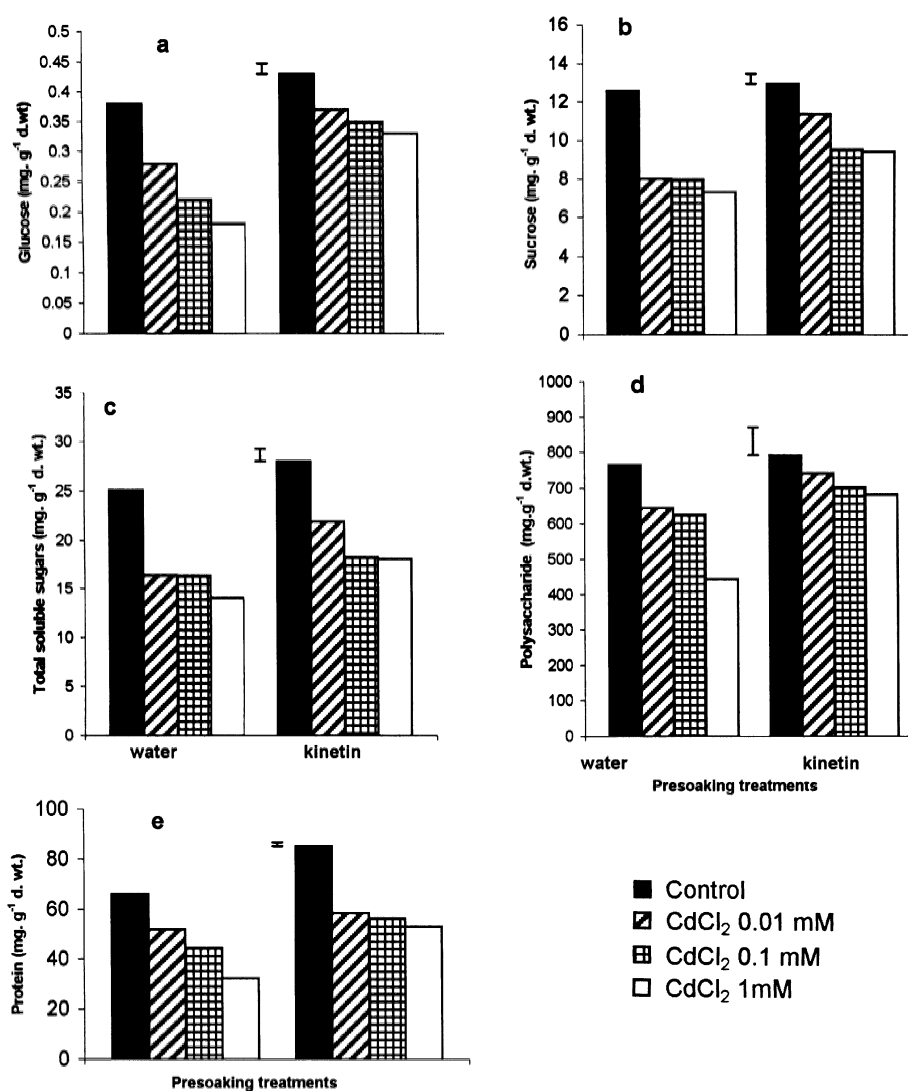 a
0.5
0.45
0.4
0.35
0.3
0.25
0.2
0.15
0.1
0.05
0
Glucose (mg. g-1 d.wt)
b
16
14
12
10
8
6
4
2
0
Sucrose (mg. g-1 d. wt.)
c
35
30
25
20
15
10
5
0
Total soluble sugars (mg. g-1 d. wt.)
water kinetin
d
1000
900
800
700
600
500
400
300
200
100
0
Polysaccharide (mg.g-1 d.wt.)
water kinetin
Presoaking treatments
e
100
80
60
40
20
0
Protein (mg. g-1 d. wt.)
Presoaking treatments
Control
CdCl2 0.01 mM
CdCl2 0.1 mM
CdCl2 1mM